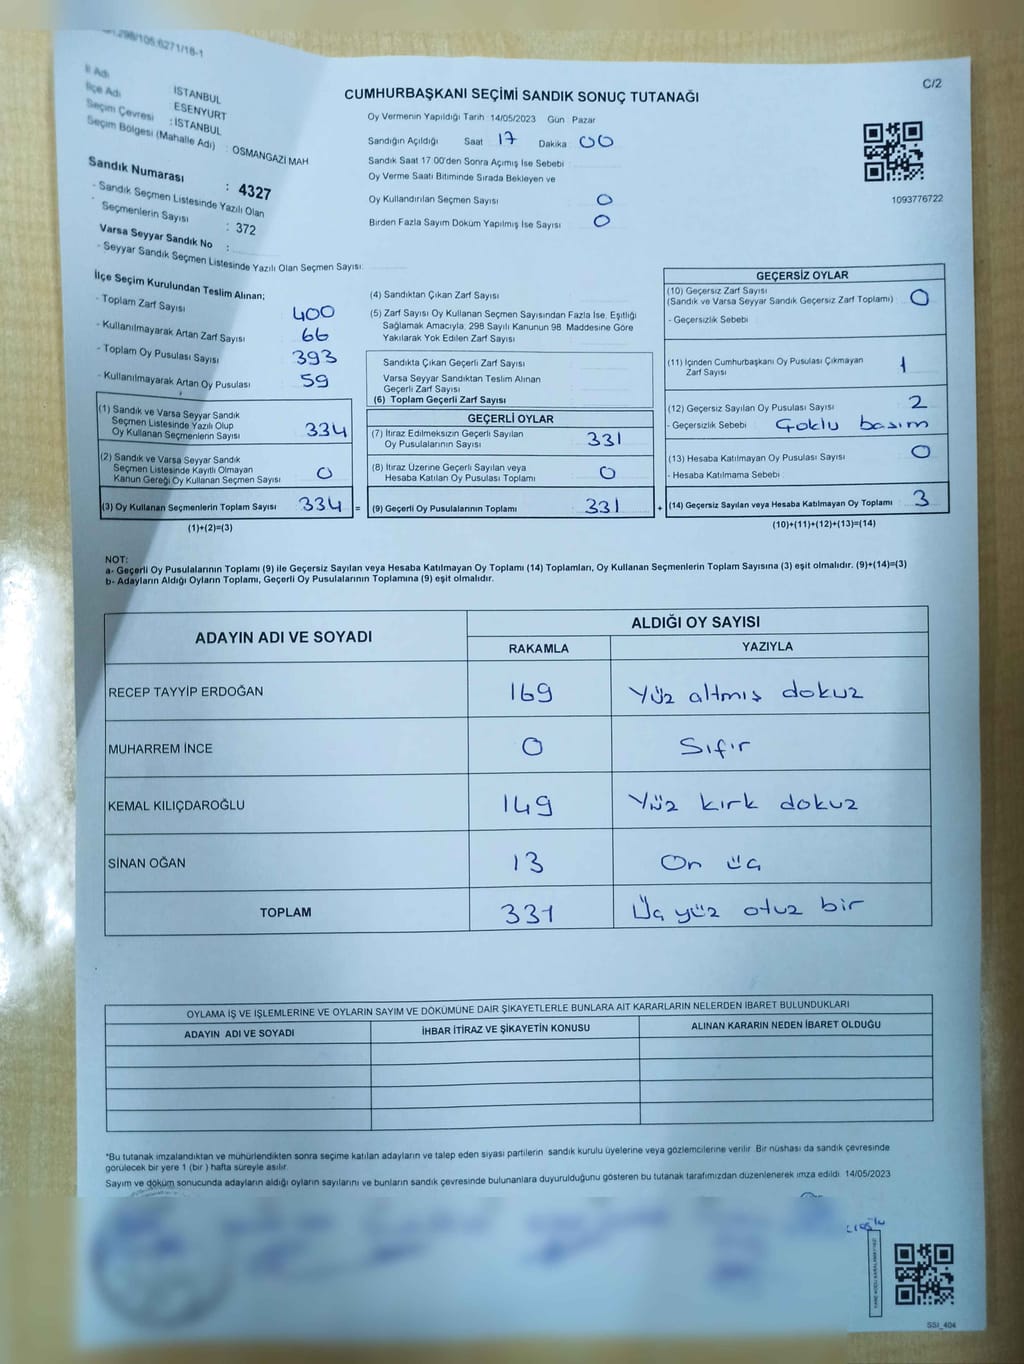 298/105.6271/18-1
İl Adı : İSTANBUL
İlçe Adı : ESENYURT
Seçim Çevresi : İSTANBUL
Seçim Bölgesi (Mahalle Adı) : OSMANGAZİ MAH
Sandık Numarası : 4327
- Sandık Seçmen Listesinde Yazılı Olan
Seçmenlerin Sayısı : 372
Varsa Seyyar Sandık No :
- Seyyar Sandık Seçmen Listesinde Yazılı Olan Seçmen Sayısı:
C/2
CUMHURBAŞKANI SEÇİMİ SANDIK SONUÇ TUTANAĞI
Oy Vermenin Yapıldığı Tarih 14/05/2023 Gün : Pazar
Sandığın Açıldığı Saat 17 Dakika 00
Sandık Saat 17 00'den Sonra Açımış İse Sebebi
Oy Verme Saati Bitiminde Sırada Bekleyen ve
Oy Kullandırılan Seçmen Sayısı 0
Birden Fazla Sayım Döküm Yapılmış İse Sayısı 0
1093776722
İlçe Seçim Kurulundan Teslim Alınan;
- Toplam Zarf Sayısı 400
- Kullanılmayarak Artan Zarf Sayısı 66
- Toplam Oy Pusulası Sayısı 393
- Kullanılmayarak Artan Oy Pusulası 59
(1) Sandık ve Varsa Seyyar Sandık
Seçmen Listesinde Yazılı Olup
Oy Kullanan Seçmenlerin Sayısı 334
(2) Sandık ve Varsa Seyyar Sandık
Seçmen Listesinde Kayıtlı Olmayan
Kanun Gereği Oy Kullanan Seçmen Sayısı 0
(3) Oy Kullanan Seçmenlerin Toplam Sayısı 334 =
(1)+(2)=(3)
(4) Sandıktan Çıkan Zarf Sayısı
(5) Zarf Sayısı Oy Kullanan Seçmen Sayısından Fazla İse, Eşitliği
Sağlamak Amacıyla, 298 Sayılı Kanunun 98. Maddesine Göre
Yakılarak Yok Edilen Zarf Sayısı
Sandıkta Çıkan Geçerli Zarf Sayısı
Varsa Seyyar Sandıktan Teslim Alınan
Geçerli Zarf Sayısı
(6) Toplam Geçerli Zarf Sayısı
GEÇERLİ OYLAR
(7) İtiraz Edilmeksizin Geçerli Sayılan
Oy Pusulalarının Sayısı 331
(8) İtiraz Üzerine Geçerli Sayılan veya
Hesaba Katılan Oy Pusulası Toplamı 0
(9) Geçerli Oy Pusulalarının Toplamı 331 +
GEÇERSİZ OYLAR
(10) Geçersiz Zarf Sayısı
(Sandık ve Varsa Seyyar Sandık Geçersiz Zarf Toplamı) 0
- Geçersizlik Sebebi
(11) İçinden Cumhurbaşkanı Oy Pusulası Çıkmayan
Zarf Sayısı 1
(12) Geçersiz Sayılan Oy Pusulası Sayısı 2
- Geçersizlik Sebebi Çoklu basım
(13) Hesaba Katılmayan Oy Pusulası Sayısı 0
- Hesaba Katılmama Sebebi
(14) Geçersiz Sayılan veya Hesaba Katılmayan Oy Toplamı 3
(10)+(11)+(12)+(13)=(14)
NOT:
a- Geçerli Oy Pusulalarının Toplamı (9) ile Geçersiz Sayılan veya Hesaba Katılmayan Oy Toplamı (14) Toplamları, Oy Kullanan Seçmenlerin Toplam Sayısına (3) eşit olmalıdır. (9)+(14)=(3)
b- Adayların Aldığı Oyların Toplamı, Geçerli Oy Pusulalarının Toplamına (9) eşit olmalıdır.
ADAYIN ADI VE SOYADI ALDIĞI OY SAYISI
RAKAMLA YAZIYLA
RECEP TAYYİP ERDOĞAN 169 Yüz altmış dokuz
MUHARREM İNCE 0 Sıfır
KEMAL KILIÇDAROĞLU 149 Yüz kırk dokuz
SİNAN OĞAN 13 On üç
TOPLAM 331 Üç yüz otuz bir
OYLAMA İŞ VE İŞLEMLERİNE VE OYLARIN SAYIM VE DÖKÜMÜNE DAİR ŞİKAYETLERLE BUNLARA AİT KARARLARIN NELERDEN İBARET BULUNDUKLARI
ADAYIN ADI VE SOYADI İHBAR İTİRAZ VE ŞİKAYETİN KONUSU ALINAN KARARIN NEDEN İBARET OLDUĞU
*Bu tutanak imzalandıktan ve mühürlendikten sonra seçime katılan adayların ve talep eden siyasi partilerin sandık kurulu üyelerine veya gözlemcilerine verilir. Bir nüshası da sandık çevresinde
görülecek bir yere 1 (bir ) hafta süreyle asılır.
Sayım ve döküm sonucunda adayların aldığı oyların sayılarını ve bunların sandık çevresinde bulunanlara duyurulduğunu gösteren bu tutanak tarafımızdan düzenlenerek imza edildi. 14/05/2023
SSI_404